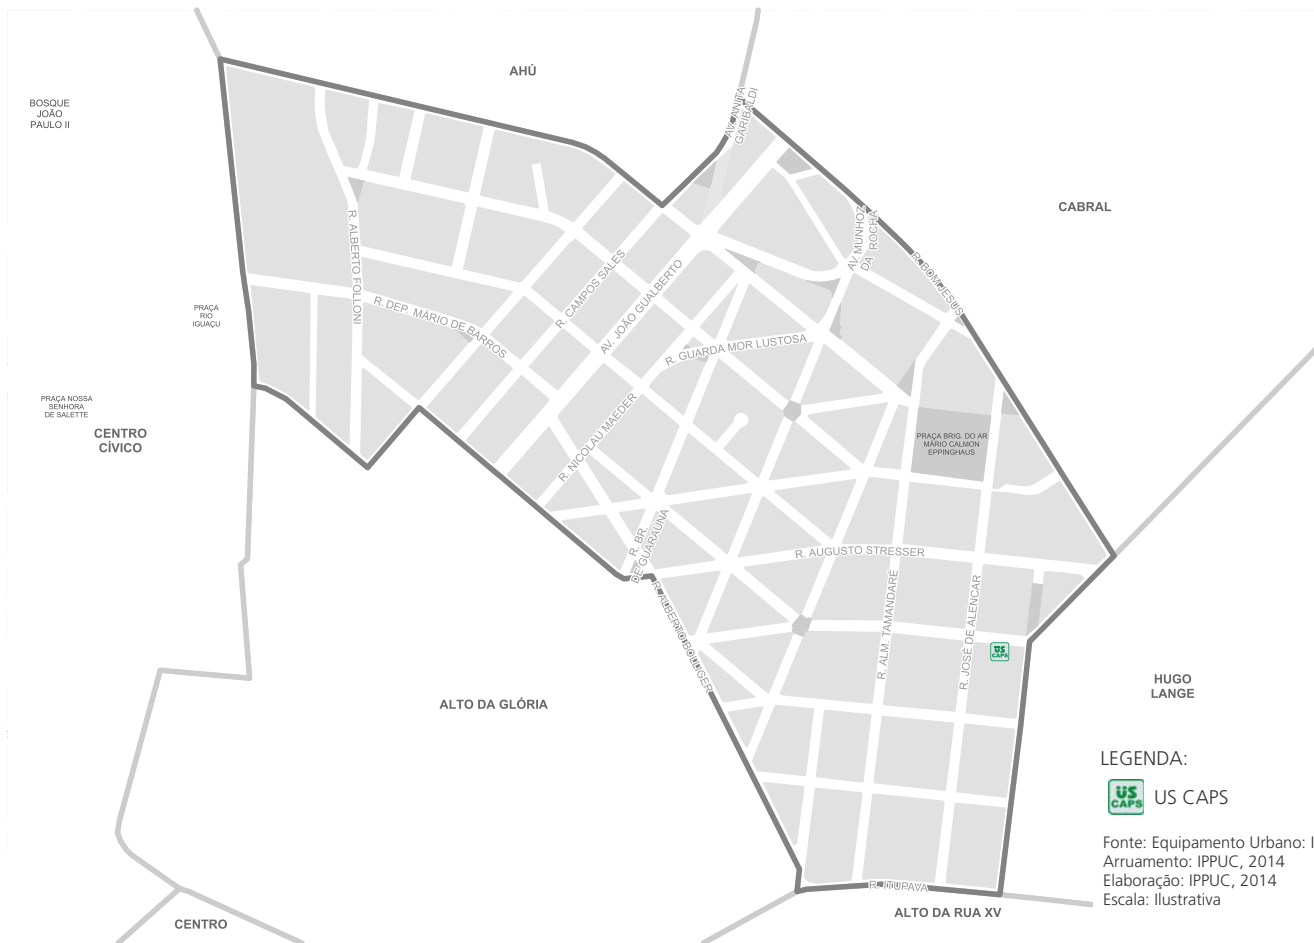 AHÚ
BOSQUE
JOÃO
PAULO II
AV. ANITA
GARIBALDI
CABRAL
R. ALBERTO FOLLONI
AV. MUNHOZ
DA ROCHA
R. BOM JESUS
R. CAMPOS SALES
AV. JOÃO GUALBERTO
PRAÇA
RIO
IGUAÇU
R. DEP. MÁRIO DE BARROS
R. GUARDA MOR LUSTOSA
PRAÇA NOSSA
SENHORA
DE SALETTE
CENTRO
CÍVICO
R. NICOLAU MAEDER
PRAÇA BRIG. DO AR
MÁRIO CALMON
EPPINGHAUS
R. BR.
DE GUARAÚNA
R. AUGUSTO STRESSER
R. ALBERTO BOLLIGER
R. ALM. TAMANDARÉ
R. JOSÉ DE ALENCAR
US
CAPS
ALTO DA GLÓRIA
HUGO
LANGE
LEGENDA:
US
CAPS
US CAPS
Fonte: Equipamento Urbano: I
Arruamento: IPPUC, 2014
Elaboração: IPPUC, 2014
Escala: Ilustrativa
R. ITUPAVA
ALTO DA RUA XV
CENTRO